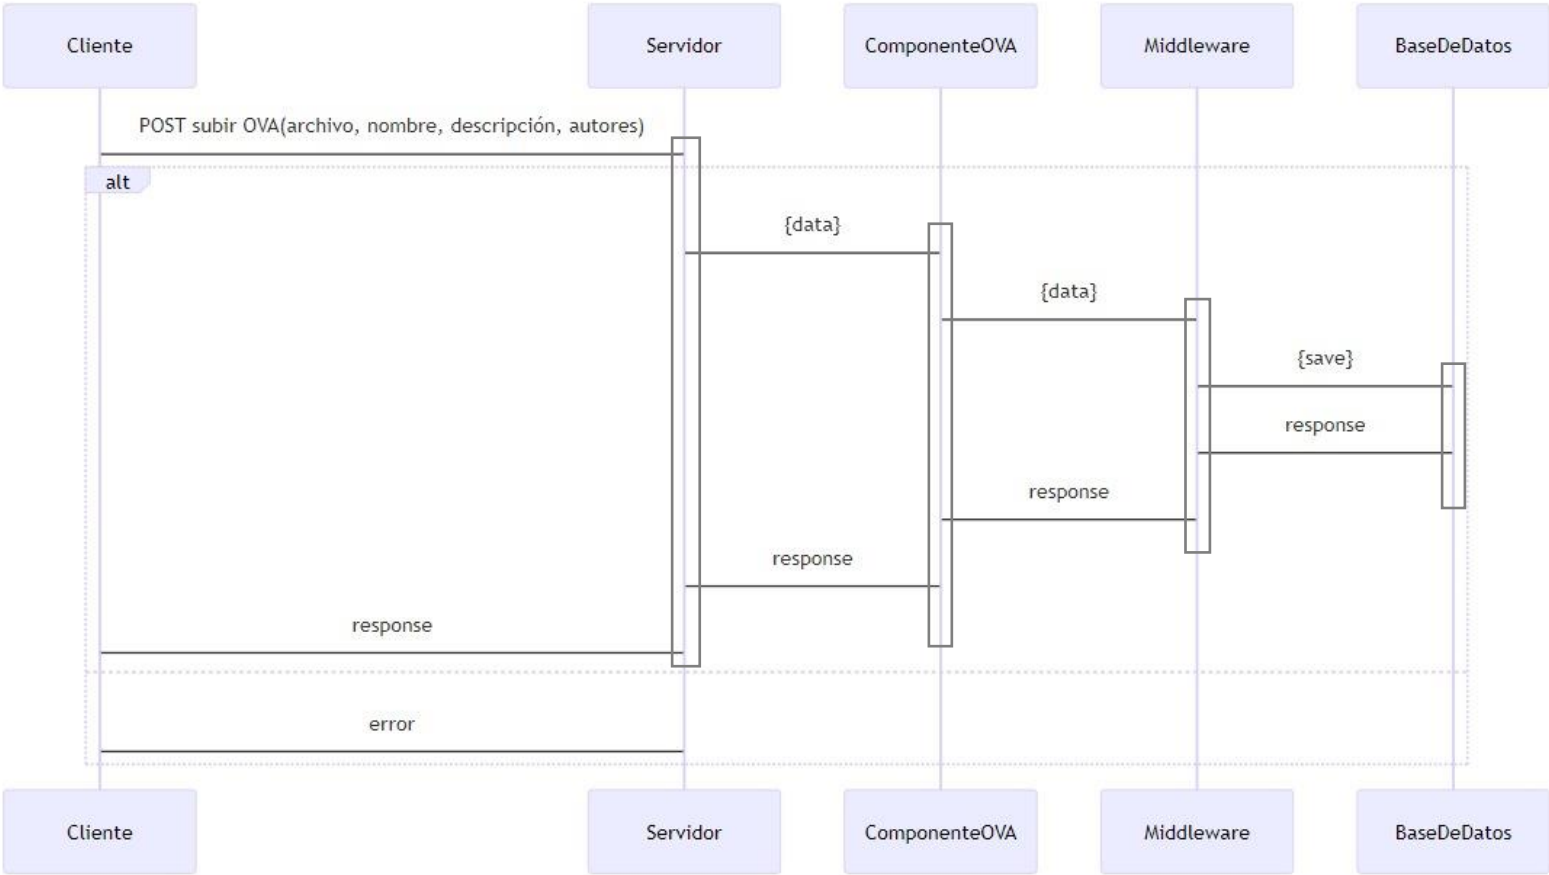 Cliente
Servidor
ComponenteOVA
Middleware
BaseDeDatos
POST subir OVA(archivo, nombre, descripción, autores)
alt
{data}
{data}
{save}
response
response
response
response
error
Cliente
Servidor
ComponenteOVA
Middleware
BaseDeDatos